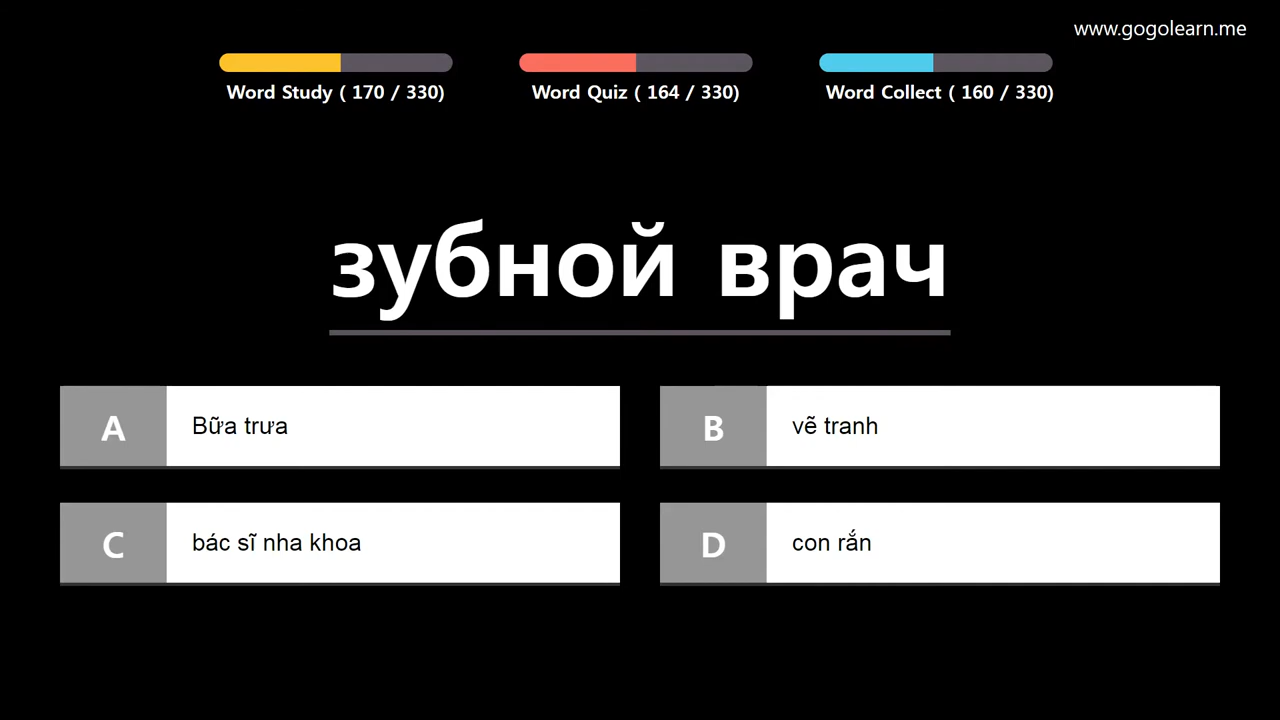 www.gogolearn.me
Word Study ( 170 / 330)
Word Quiz ( 164 / 330)
Word Collect ( 160 / 330)
зубной врач
A Bữa trưa
B vẽ tranh
C bác sĩ nha khoa
D con rắn